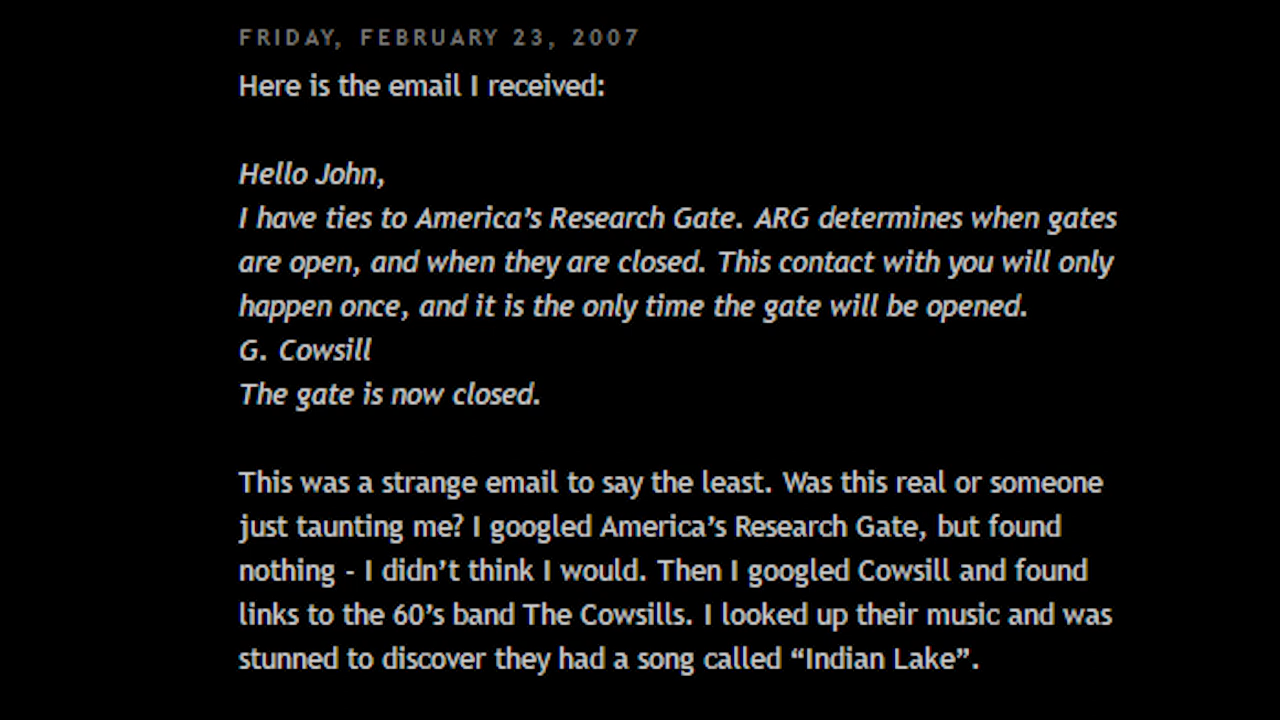 FRIDAY, FEBRUARY 23, 2007
Here is the email I received:
Hello John,
I have ties to America’s Research Gate. ARG determines when gates
are open, and when they are closed. This contact with you will only
happen once, and it is the only time the gate will be opened.
G. Cowsill
The gate is now closed.
This was a strange email to say the least. Was this real or someone
just taunting me? I googled America’s Research Gate, but found
nothing - I didn’t think I would. Then I googled Cowsill and found
links to the 60’s band The Cowsills. I looked up their music and was
stunned to discover they had a song called “Indian Lake”.